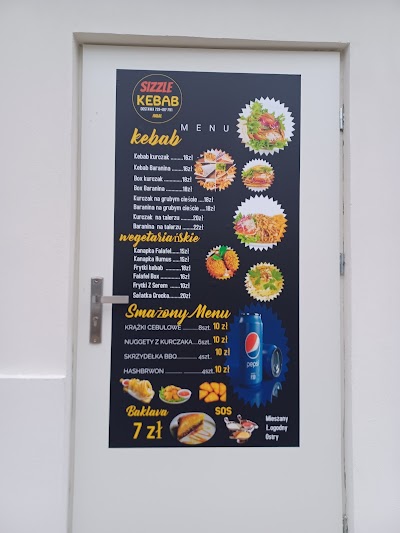 SIZZLE
KEBAB
MENU
kebab
Kebab kurczak ..........16zł
Kebab Baranina ........18zł
Box kurczak ..........16zł
Box Baranina ..........18zł
Kurczak na grubym cieście ....16zł
Baranina na grubym cieście ....18zł
Kurczak na talerzu .......20zł
Baranina na talerzu .......22zł
wegetariańskie
Kanapka Falafel.....15zł
Kanapka Humus .....15zł
Frytki kebab ........16zł
Falafel Box ........16zł
Frytki Z Serem .....10zł
Sałatka Grecka......20zł
Smażony Menu
KRĄŻKI CEBULOWE ......8szt. 10 zł
NUGGETY Z KURCZAKA...6szt. 10 zł
SKRZYDEŁKA BBQ..........4szt. 10 zł
HASHBRWON ..............4szt. 10 zł
pepsi
Baklava
7 zł
SOS
Mieszany
Łagodny
Ostry